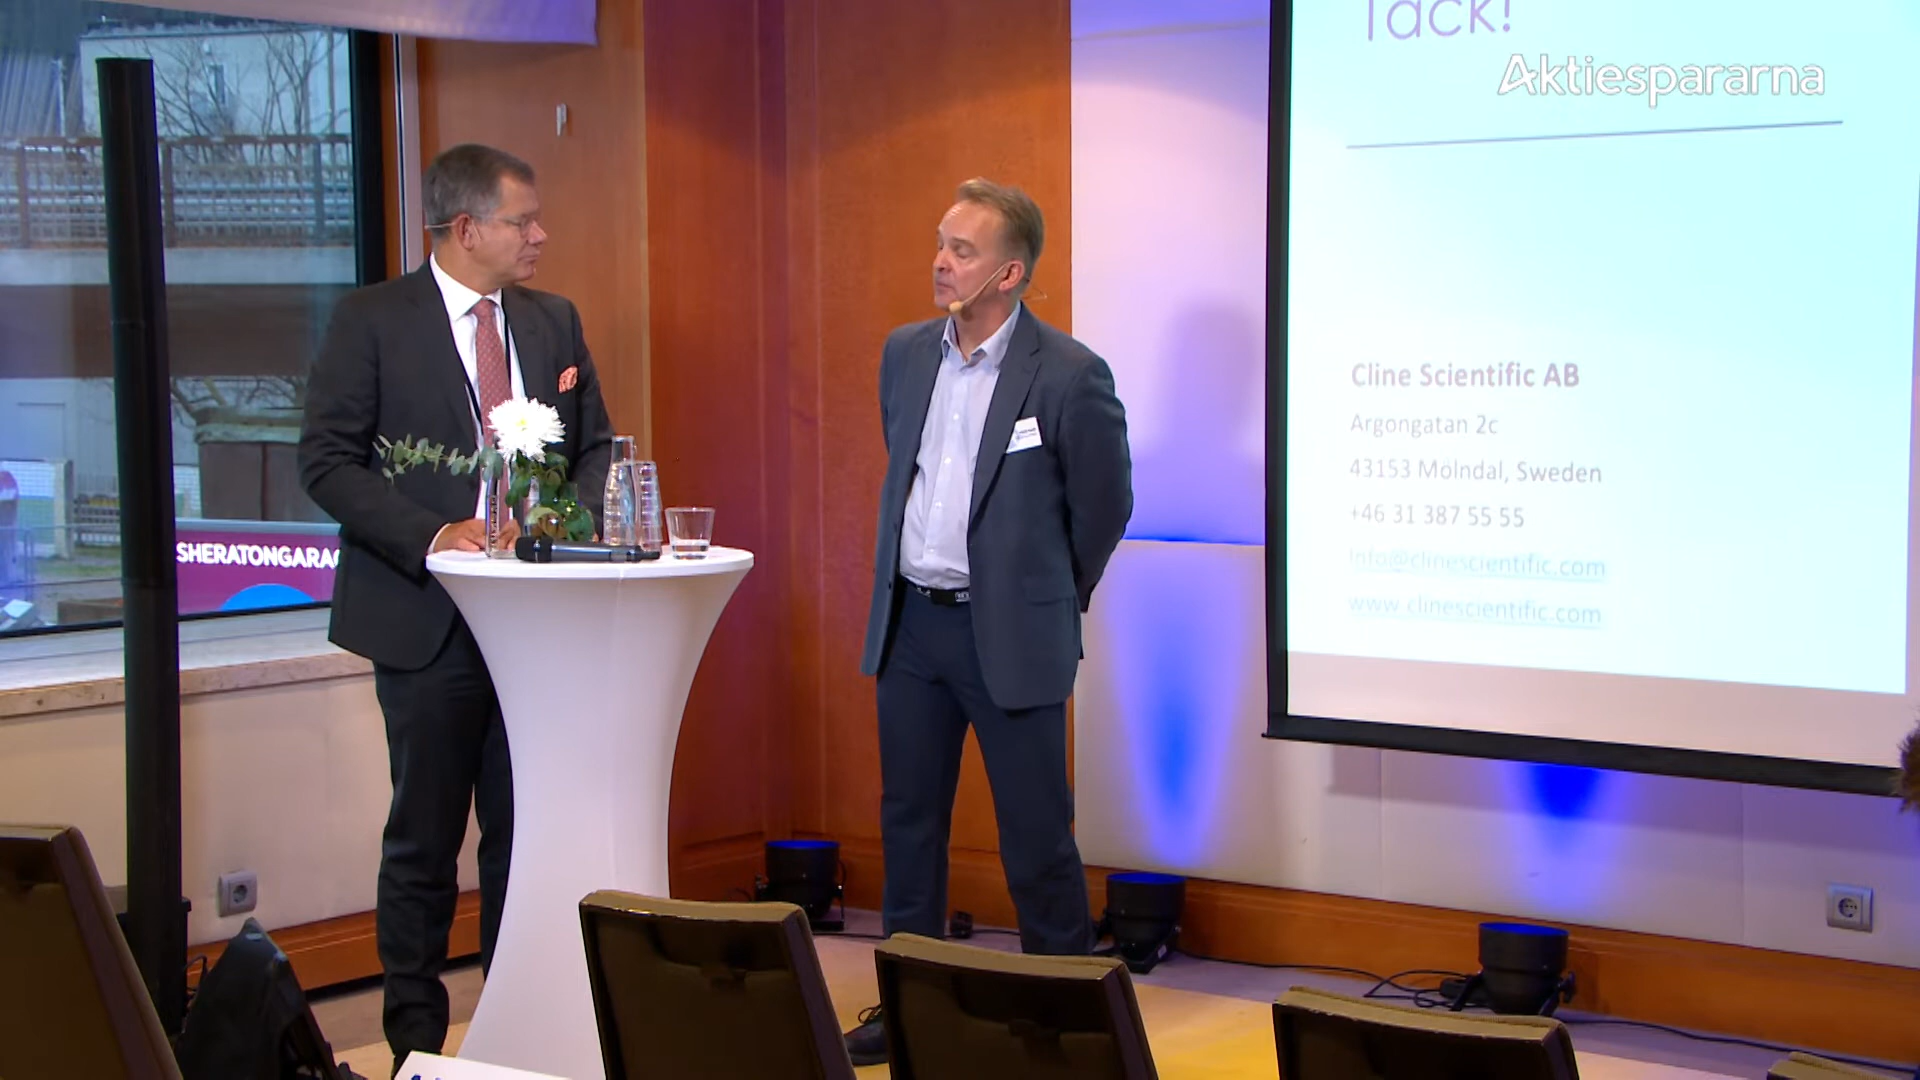 Tack!
Aktiespararna
Cline Scientific AB
Argongatan 2c
43153 Mölndal, Sweden
+46 31 387 55 55
info@clinescientific.com
www.clinescientific.com
SHERATONGARAG